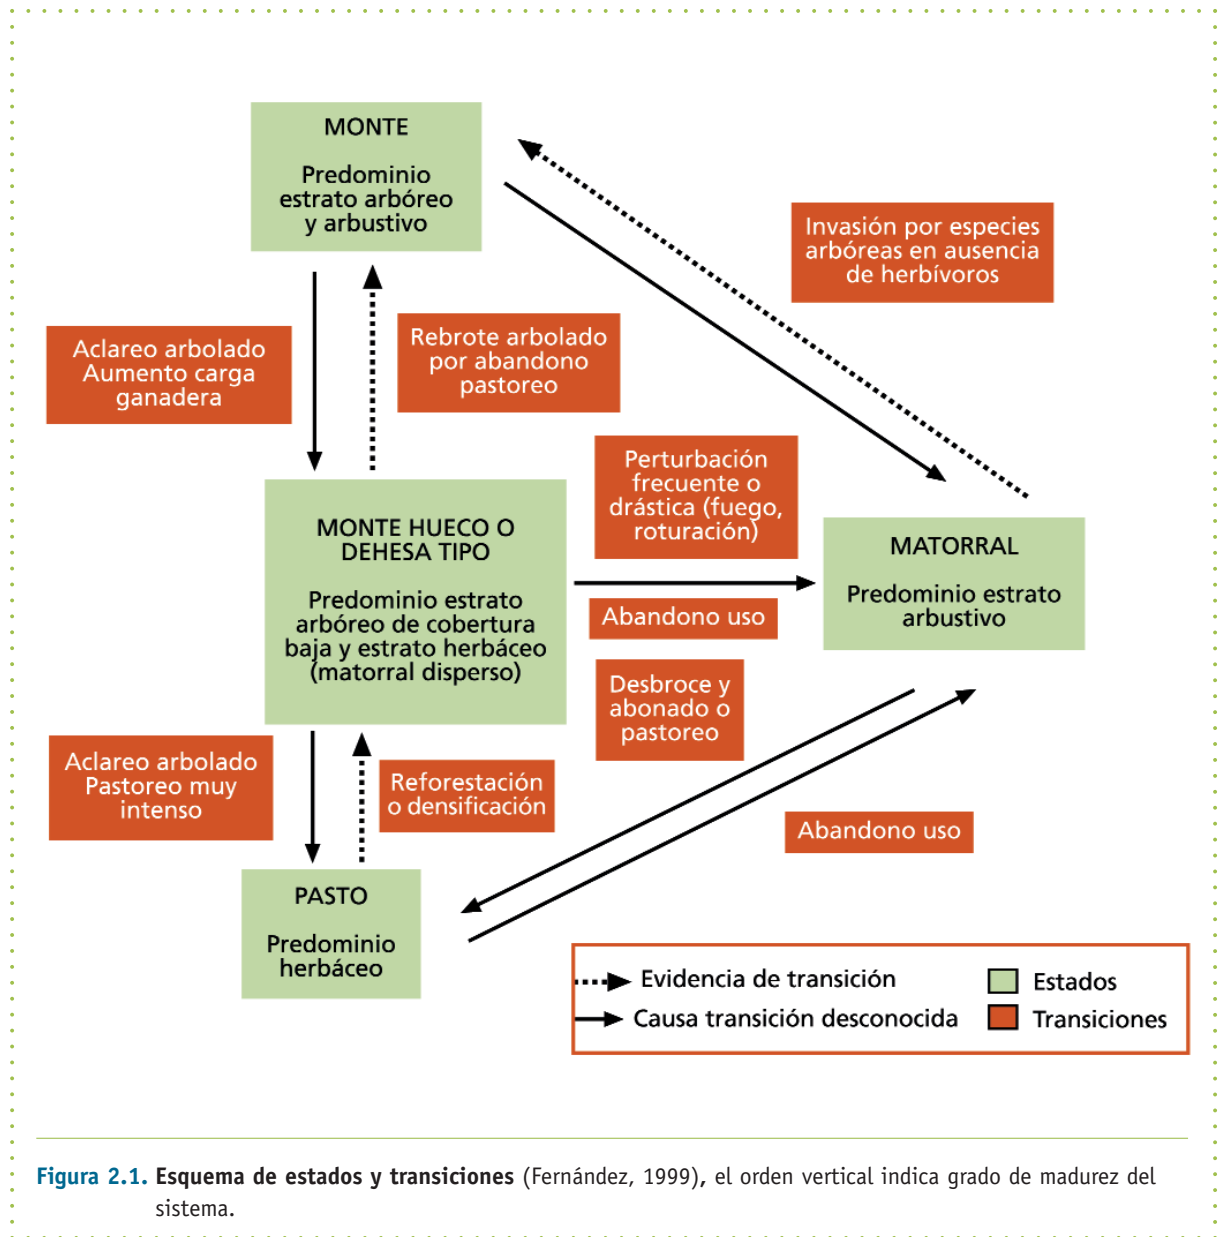 MONTE
Predominio
estrato arbóreo
y arbustivo
Invasión por especies
arbóreas en ausencia
de herbívoros
Aclareo arbolado
Aumento carga
ganadera
Rebrote arbolado
por abandono
pastoreo
Perturbación
frecuente o
drástica (fuego,
roturación)
MONTE HUECO O
DEHESA TIPO
Predominio estrato
arbóreo de cobertura
baja y estrato herbáceo
(matorral disperso)
Abandono uso
MATORRAL
Predominio estrato
arbustivo
Desbroce y
abonado o
pastoreo
Aclareo arbolado
Pastoreo muy
intenso
Reforestación
o densificación
Abandono uso
PASTO
Predominio
herbáceo
Evidencia de transición
Causa transición desconocida
Estados
Transiciones
Figura 2.1. Esquema de estados y transiciones (Fernández, 1999), el orden vertical indica grado de madurez del
sistema.